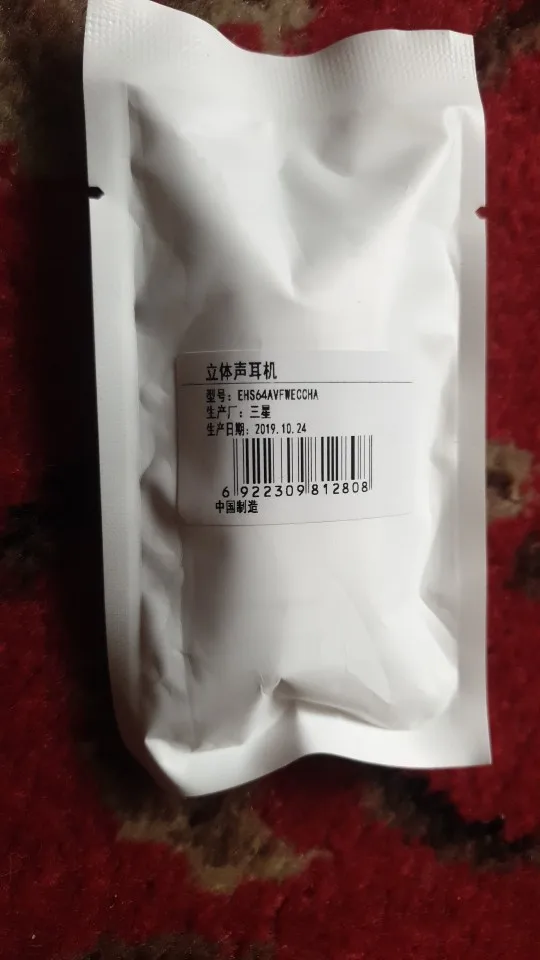 立体声耳机
型号: EHS64AVFWECCHA
生产厂: 三星
生产日期: 2019.10.24
6 922309 812808
中国制造